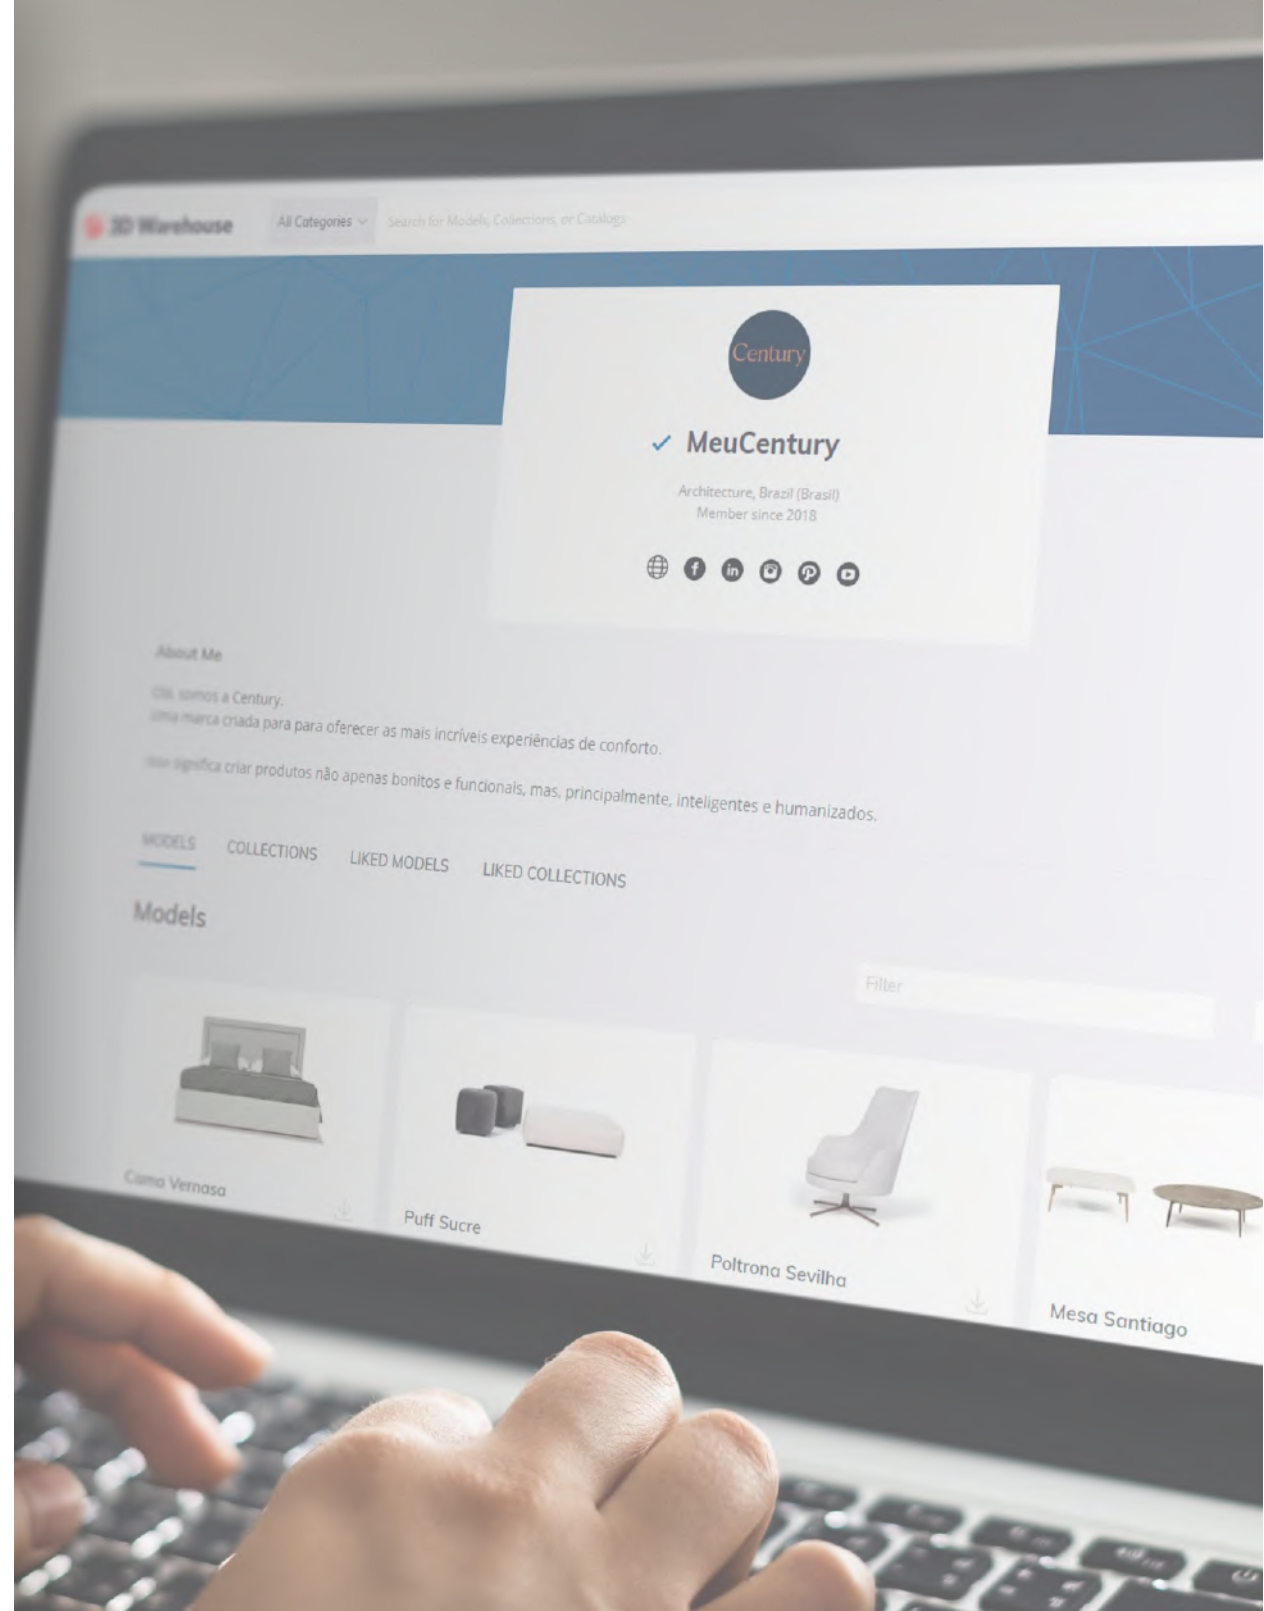 3D Warehouse
All Categories
Search for Models, Collections, or Catalogs
Century
MeuCentury
Architecture, Brazil (Brasil)
Member since 2018
About Me
Olá, somos a Century.
Uma marca criada para para oferecer as mais incríveis experiências de conforto.
significa criar produtos não apenas bonitos e funcionais, mas, principalmente, inteligentes e humanizados.
MODELS COLLECTIONS LIKED MODELS LIKED COLLECTIONS
Models
Filter
Cama Vernasa
Puff Sucre
Poltrona Sevilha
Mesa Santiago